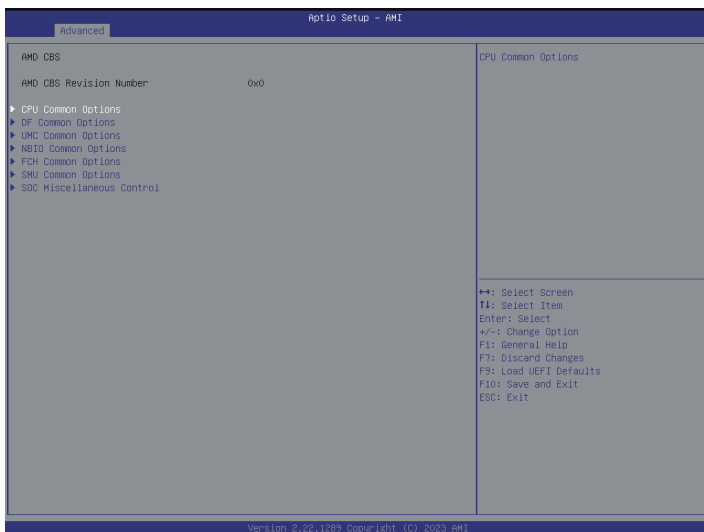 Aptio Setup – AMI
Advanced
AMD CBS
AMD CBS Revision Number 0x0
CPU Common Options
DF Common Options
UMC Common Options
NBIO Common Options
FCH Common Options
SMU Common Options
SOC Miscellaneous Control
CPU Common Options
↔: Select Screen
↑↓: Select Item
Enter: Select
+/-: Change Option
F1: General Help
F7: Discard Changes
F9: Load UEFI Defaults
F10: Save and Exit
ESC: Exit
Version 2.22.1289 Copyright (C) 2023 AMI